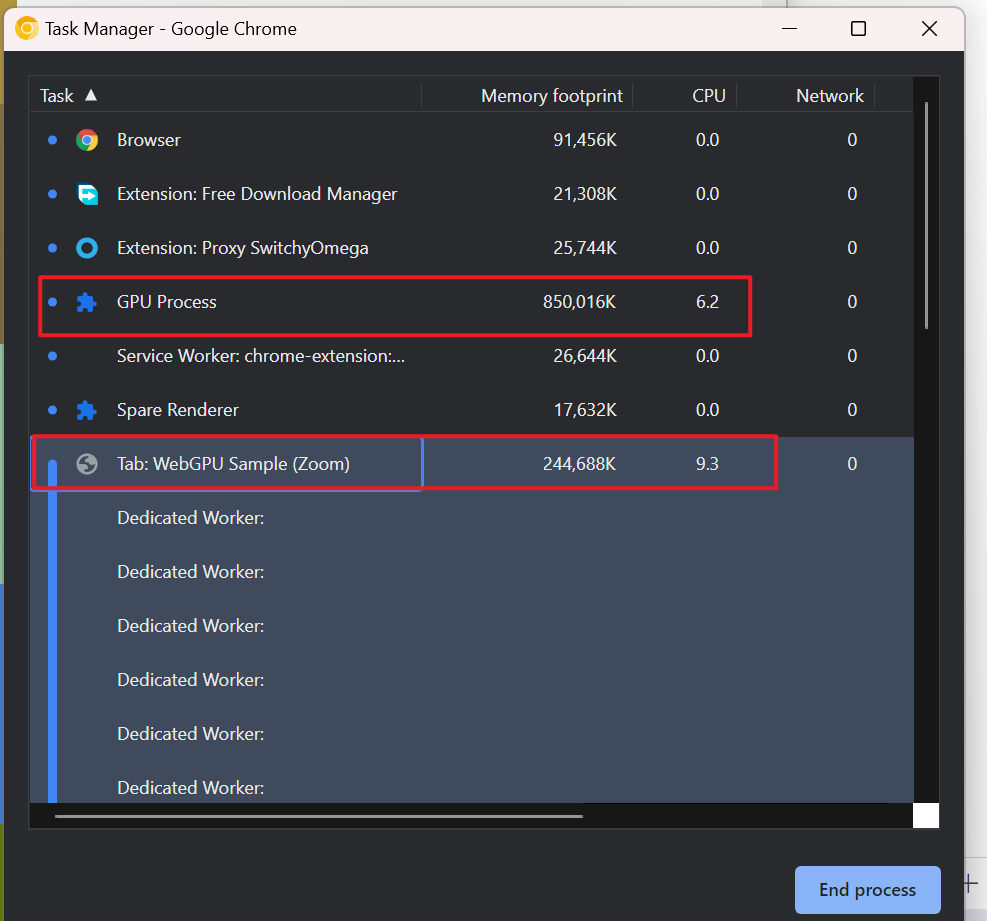 Task Manager - Google Chrome
Task ▲ Memory footprint CPU Network
Browser 91,456K 0.0 0
Extension: Free Download Manager 21,308K 0.0 0
Extension: Proxy SwitchyOmega 25,744K 0.0 0
GPU Process 850,016K 6.2 0
Service Worker: chrome-extension:... 26,644K 0.0 0
Spare Renderer 17,632K 0.0 0
Tab: WebGPU Sample (Zoom) 244,688K 9.3 0
Dedicated Worker:
Dedicated Worker:
Dedicated Worker:
Dedicated Worker:
Dedicated Worker:
Dedicated Worker:
End process